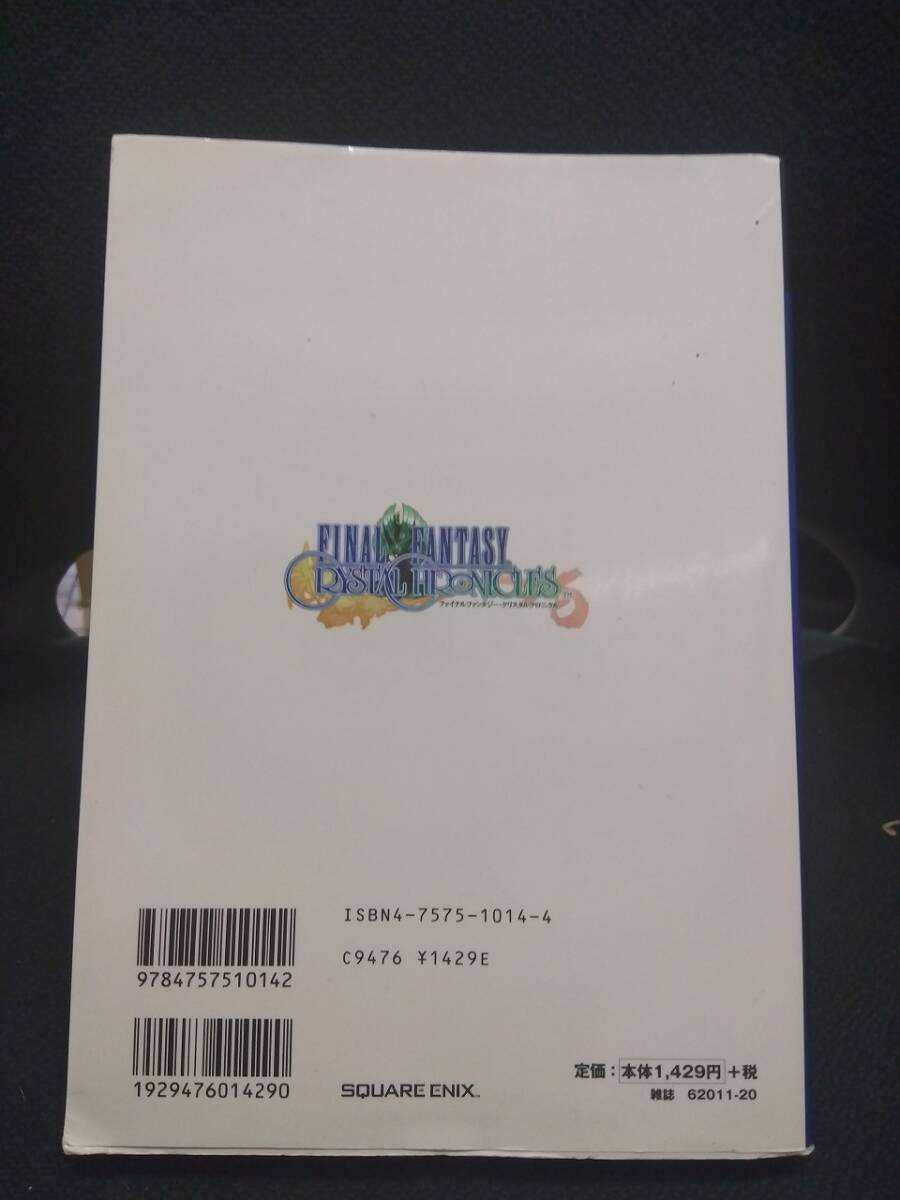 FINAL FANTASY
CRYSTAL CHRONICLES™
ファイナルファンタジー・クリスタルクロニクル
ISBN4-7575-1014-4
C9476 ¥1429E
9784757510142
1929476014290
SQUARE ENIX™
定価：本体1,429円+税
雑誌 62011-20